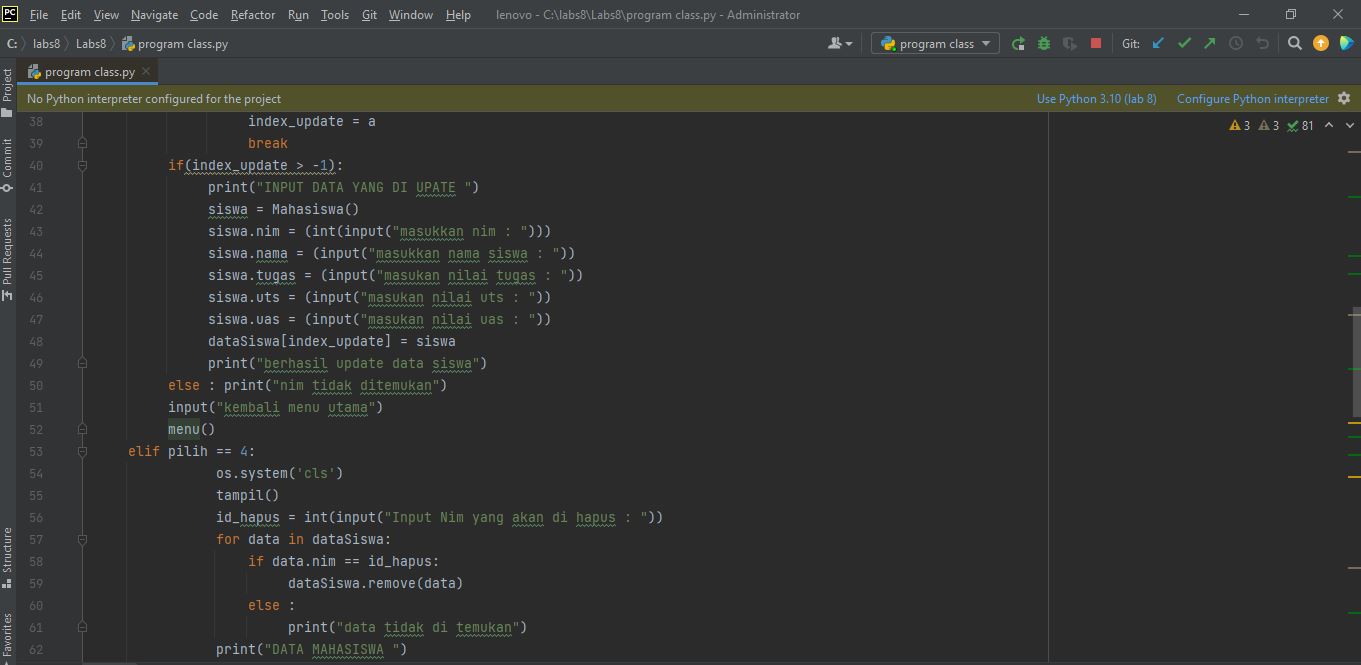 PC File Edit View Navigate Code Refactor Run Tools Git Window Help lenovo - C:\labs8\Labs8\program class.py - Administrator
C: labs8 Labs8 program class.py program class Git:
program class.py
No Python interpreter configured for the project Use Python 3.10 (lab 8) Configure Python interpreter
Project
Commit
Pull Requests
Structure
Favorites
3 3 81
38 index_update = a
39 break
40 if(index_update > -1):
41 print("INPUT DATA YANG DI UPATE ")
42 siswa = Mahasiswa()
43 siswa.nim = (int(input("masukkan nim : ")))
44 siswa.nama = (input("masukkan nama siswa : "))
45 siswa.tugas = (input("masukan nilai tugas : "))
46 siswa.uts = (input("masukan nilai uts : "))
47 siswa.uas = (input("masukan nilai uas : "))
48 dataSiswa[index_update] = siswa
49 print("berhasil update data siswa")
50 else : print("nim tidak ditemukan")
51 input("kembali menu utama")
52 menu()
53 elif pilih == 4:
54 os.system('cls')
55 tampil()
56 id_hapus = int(input("Input Nim yang akan di hapus : "))
57 for data in dataSiswa:
58 if data.nim == id_hapus:
59 dataSiswa.remove(data)
60 else :
61 print("data tidak di temukan")
62 print("DATA MAHASISWA ")